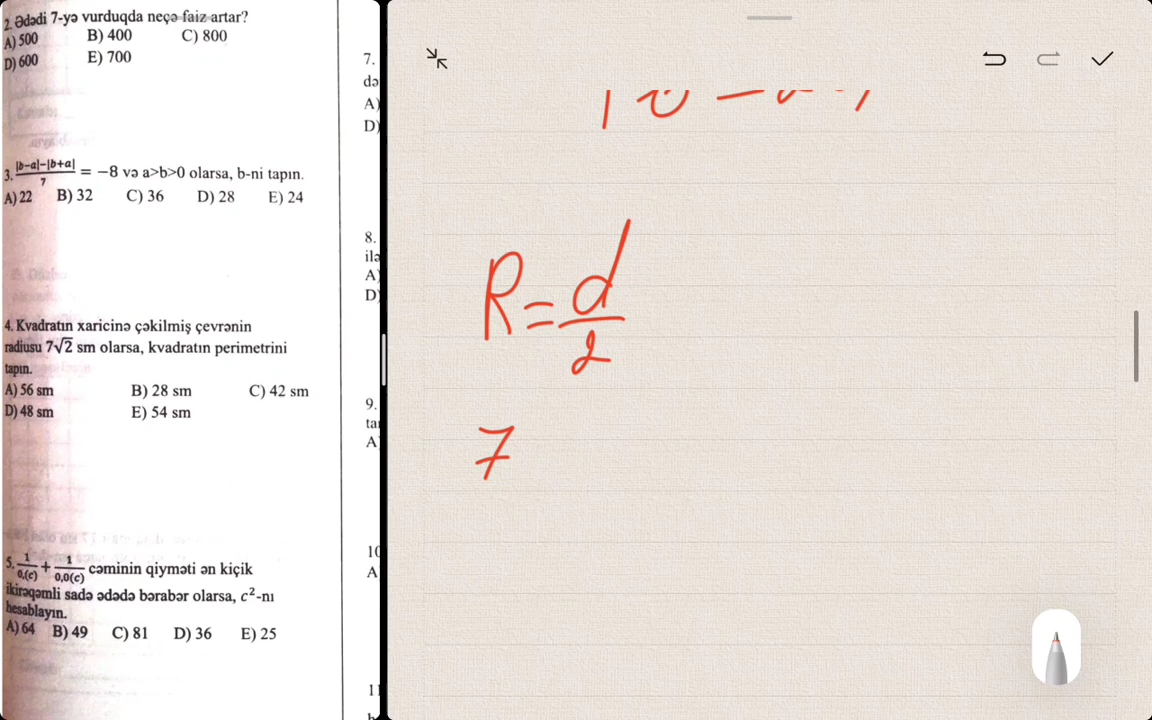 2. Ədədi 7-yə vurduqda neçə faiz artar?
A) 500 B) 400 C) 800
D) 600 E) 700
3. |b−a|−|b+a| / 7 = −8 və a>b>0 olarsa, b-ni tapın.
A) 22 B) 32 C) 36 D) 28 E) 24
4. Kvadratın xaricinə çəkilmiş çevrənin
radiusu 7√2 sm olarsa, kvadratın perimetrini
tapın.
A) 56 sm B) 28 sm C) 42 sm
D) 48 sm E) 54 sm
5. 1/0,(c) + 1/0,0(c) cəminin qiyməti ən kiçik
ikirəqəmli sadə ədədə bərabər olarsa, c²-nı
hesablayın.
A) 64 B) 49 C) 81 D) 36 E) 25
7.
də
A)
D)
8.
ilə
A)
D)
9.
ta
A
10
A
11
R = d/2
7